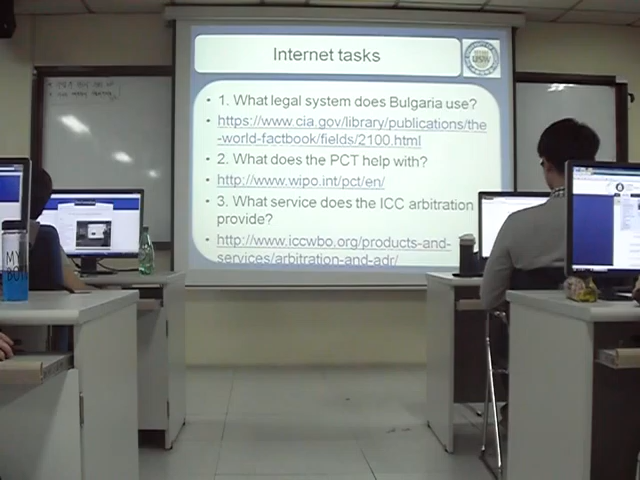 Internet tasks
• 1. What legal system does Bulgaria use?
• https://www.cia.gov/library/publications/the
-world-factbook/fields/2100.html
• 2. What does the PCT help with?
• http://www.wipo.int/pct/en/
• 3. What service does the ICC arbitration
provide?
• http://www.iccwbo.org/products-and-
services/arbitration-and-adr/
MY